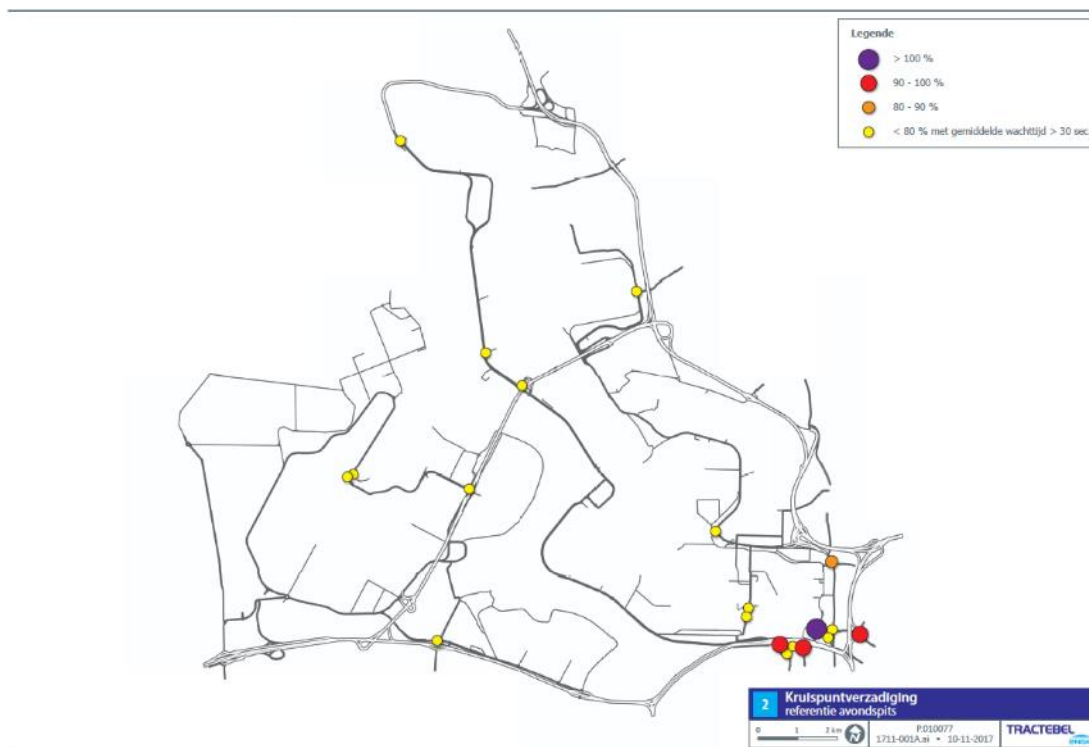 Legende
> 100 %
90 - 100 %
80 - 90 %
< 80 % met gemiddelde wachttijd > 30 sec.
2 Kruispuntverzadiging
referentie avondspits
0 1 2 km
P.010077
1711-001A.ai • 10-11-2017
TRACTEBEL
ENGIE